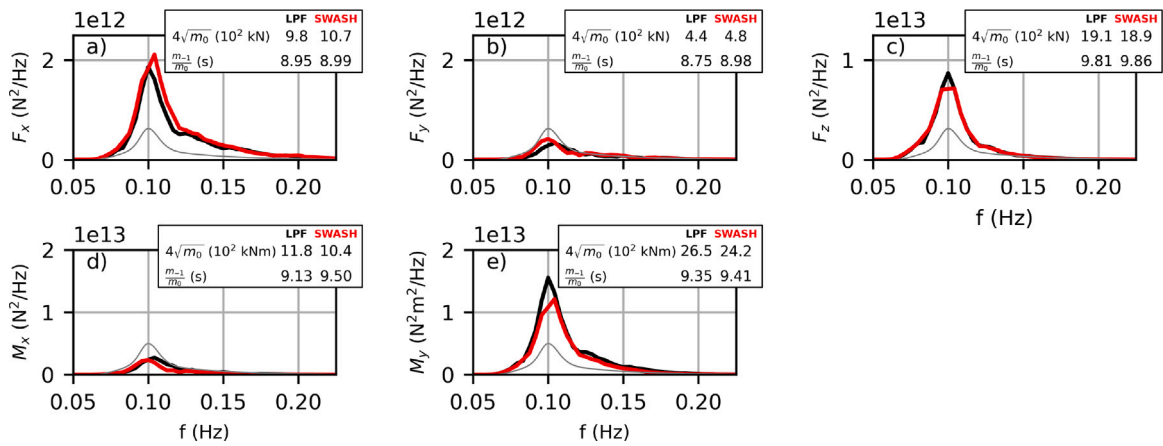 1e12
a)
LPF SWASH
4√m₀ (10² kN) 9.8 10.7
m₋₁/m₀ (s) 8.95 8.99
Fₓ (N²/Hz)
2
0
0.05 0.10 0.15 0.20
1e12
b)
LPF SWASH
4√m₀ (10² kN) 4.4 4.8
m₋₁/m₀ (s) 8.75 8.98
F_y (N²/Hz)
2
0
0.05 0.10 0.15 0.20
1e13
c)
LPF SWASH
4√m₀ (10² kN) 19.1 18.9
m₋₁/m₀ (s) 9.81 9.86
F_z (N²/Hz)
1
0
0.05 0.10 0.15 0.20
f (Hz)
1e13
d)
LPF SWASH
4√m₀ (10² kNm) 11.8 10.4
m₋₁/m₀ (s) 9.13 9.50
Mₓ (N²/Hz)
2
1
0
0.05 0.10 0.15 0.20
f (Hz)
1e13
e)
LPF SWASH
4√m₀ (10² kNm) 26.5 24.2
m₋₁/m₀ (s) 9.35 9.41
M_y (N²m²/Hz)
2
1
0
0.05 0.10 0.15 0.20
f (Hz)